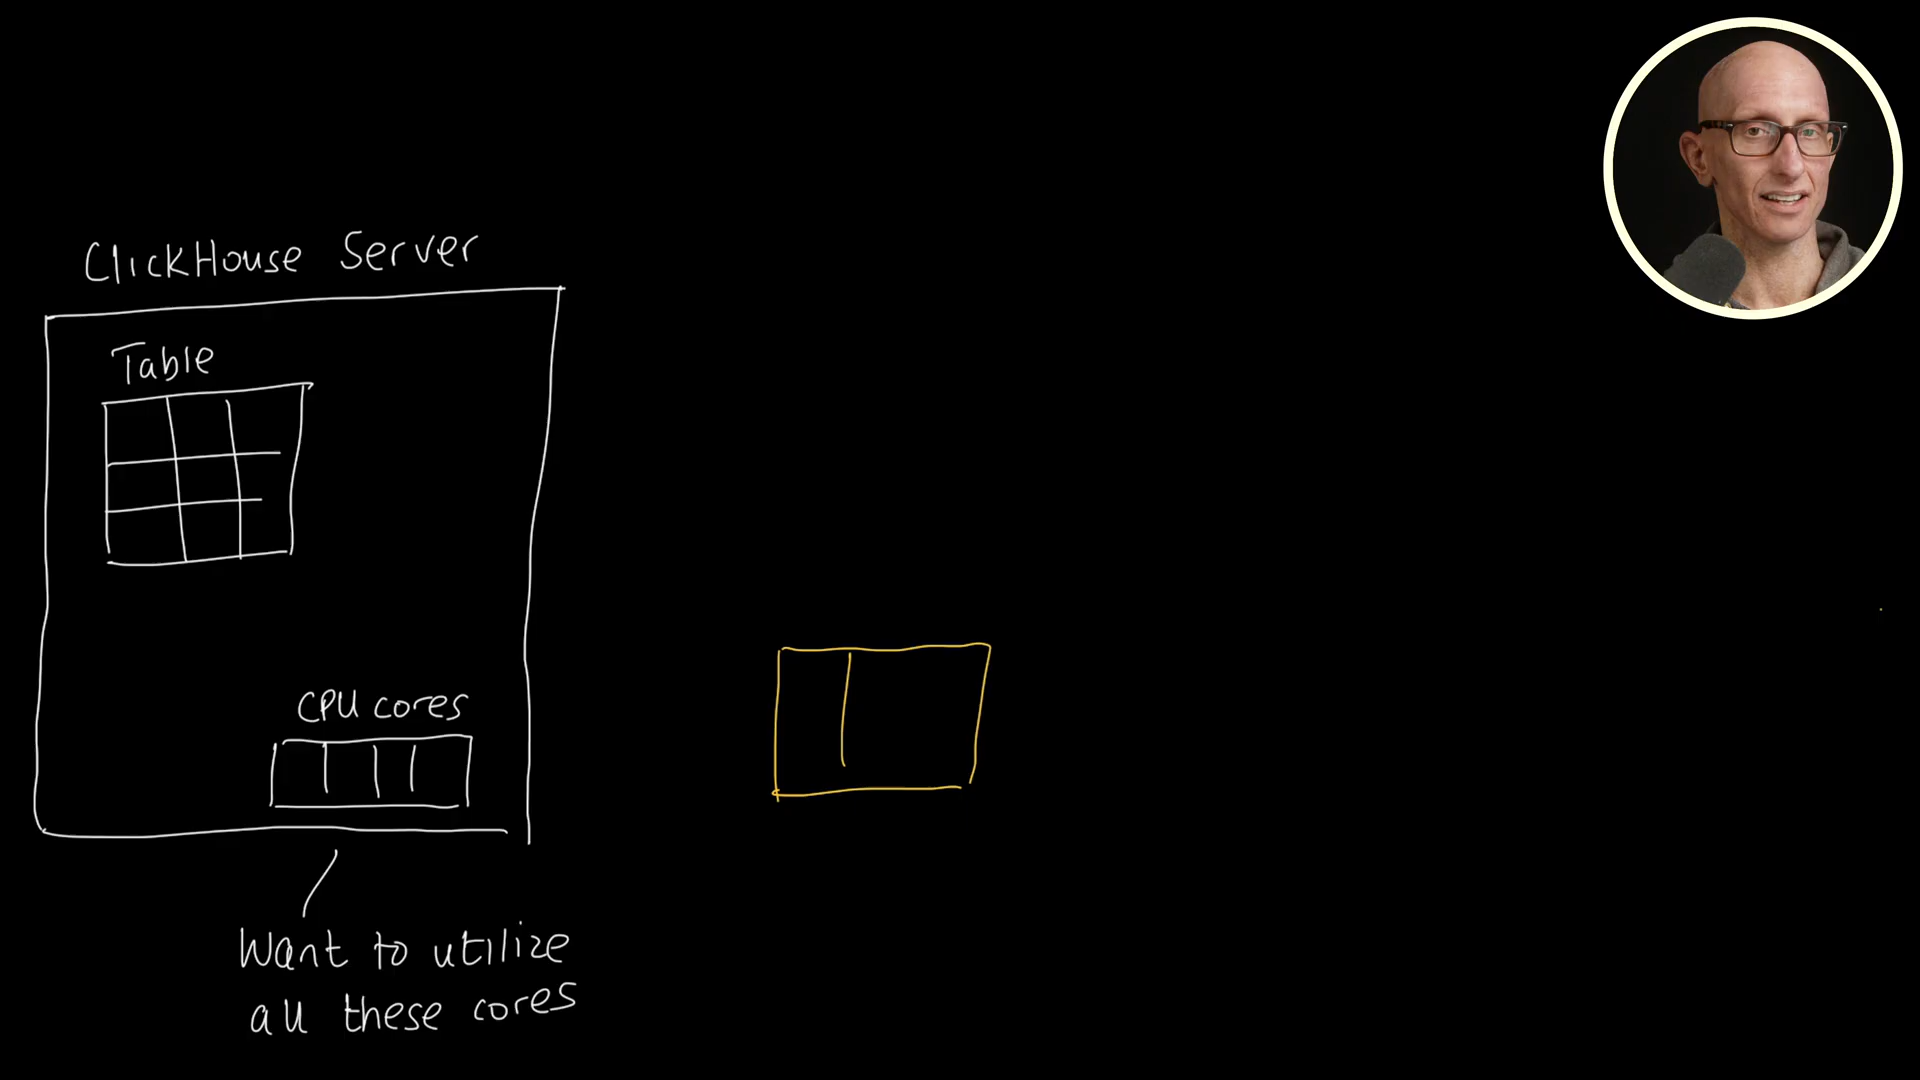 ClickHouse Server
Table
CPU cores
Want to utilize
all these cores